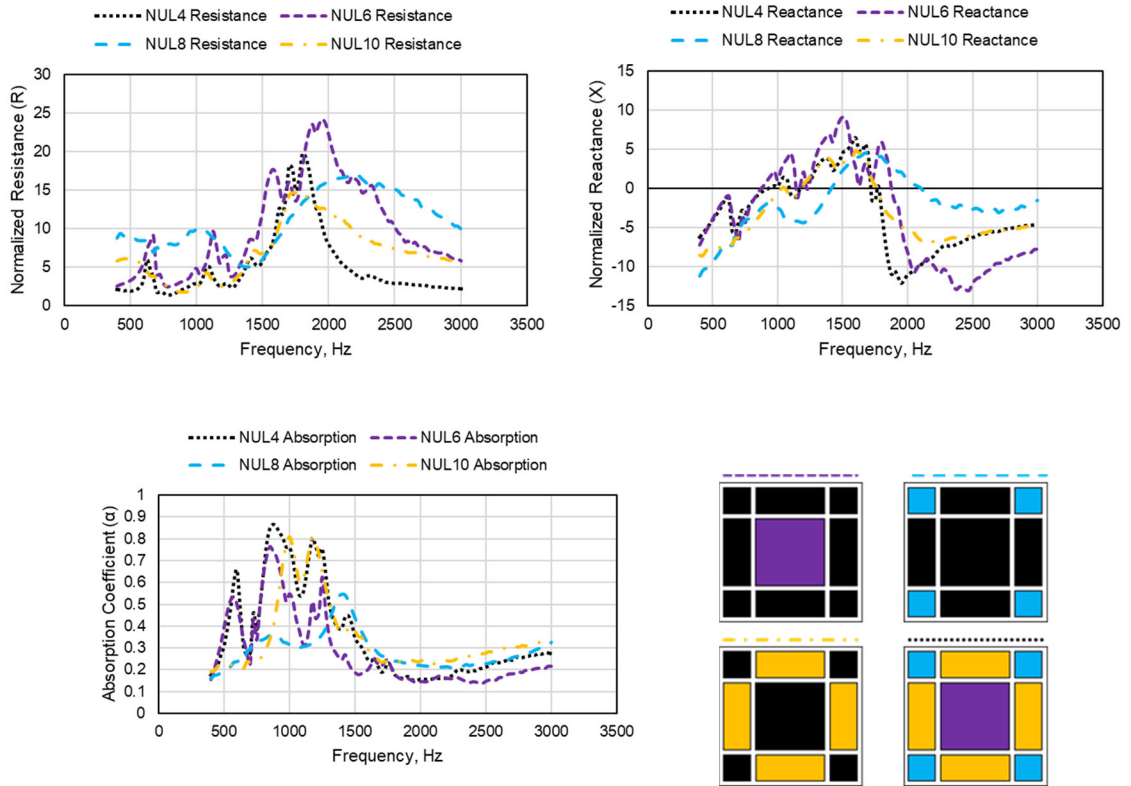 NUL4 Resistance NUL6 Resistance
NUL8 Resistance NUL10 Resistance
30
25
20
15
10
5
0
0 500 1000 1500 2000 2500 3000 3500
Normalized Resistance (R)
Frequency, Hz
NUL4 Reactance NUL6 Reactance
NUL8 Reactance NUL10 Reactance
15
10
5
0
-5
-10
-15
0 500 1000 1500 2000 2500 3000 3500
Normalized Reactance (X)
Frequency, Hz
NUL4 Absorption NUL6 Absorption
NUL8 Absorption NUL10 Absorption
1
0.9
0.8
0.7
0.6
0.5
0.4
0.3
0.2
0.1
0
0 500 1000 1500 2000 2500 3000 3500
Absorption Coefficient (α)
Frequency, Hz